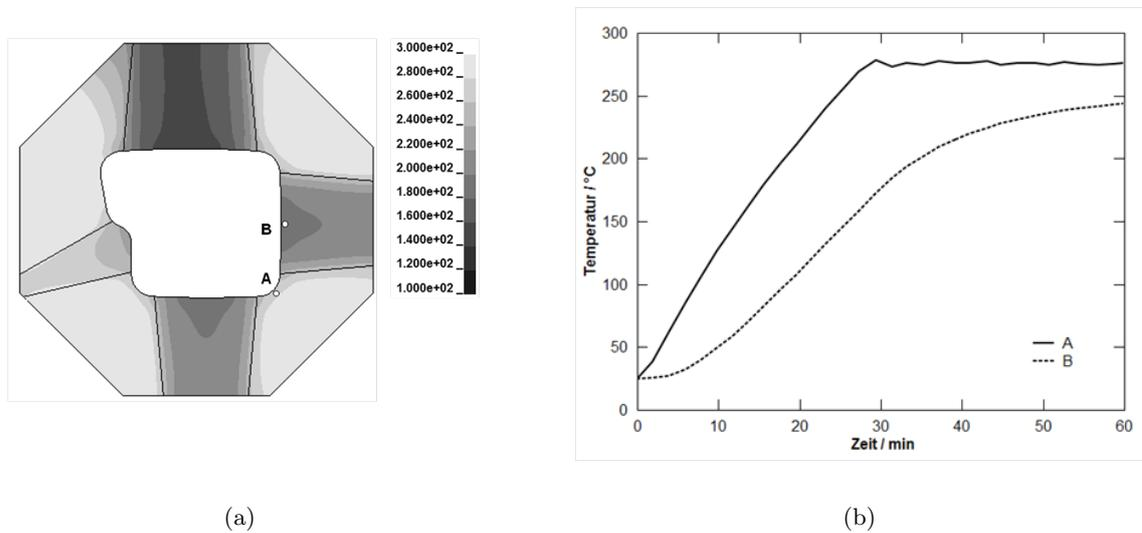 3.000e+02 _
2.800e+02 _
2.600e+02 _
2.400e+02 _
2.200e+02 _
2.000e+02 _
1.800e+02 _
1.600e+02 _
1.400e+02 _
1.200e+02 _
1.000e+02 _
B
A
(a)
300
250
200
150
100
50
0
Temperatur / °C
A
B
0 10 20 30 40 50 60
Zeit / min
(b)